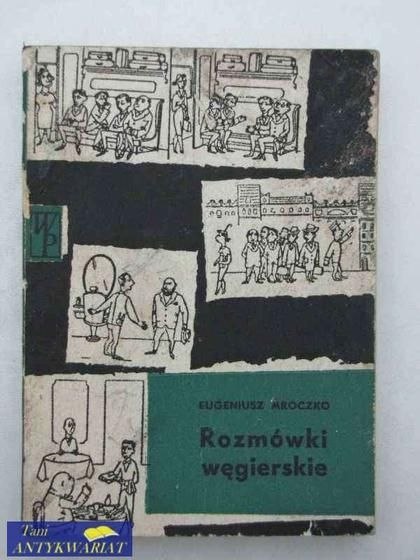 WP
EUGENIUSZ MROCZKO
Rozmówki
węgierskie
Tani
ANTYKWARIAT